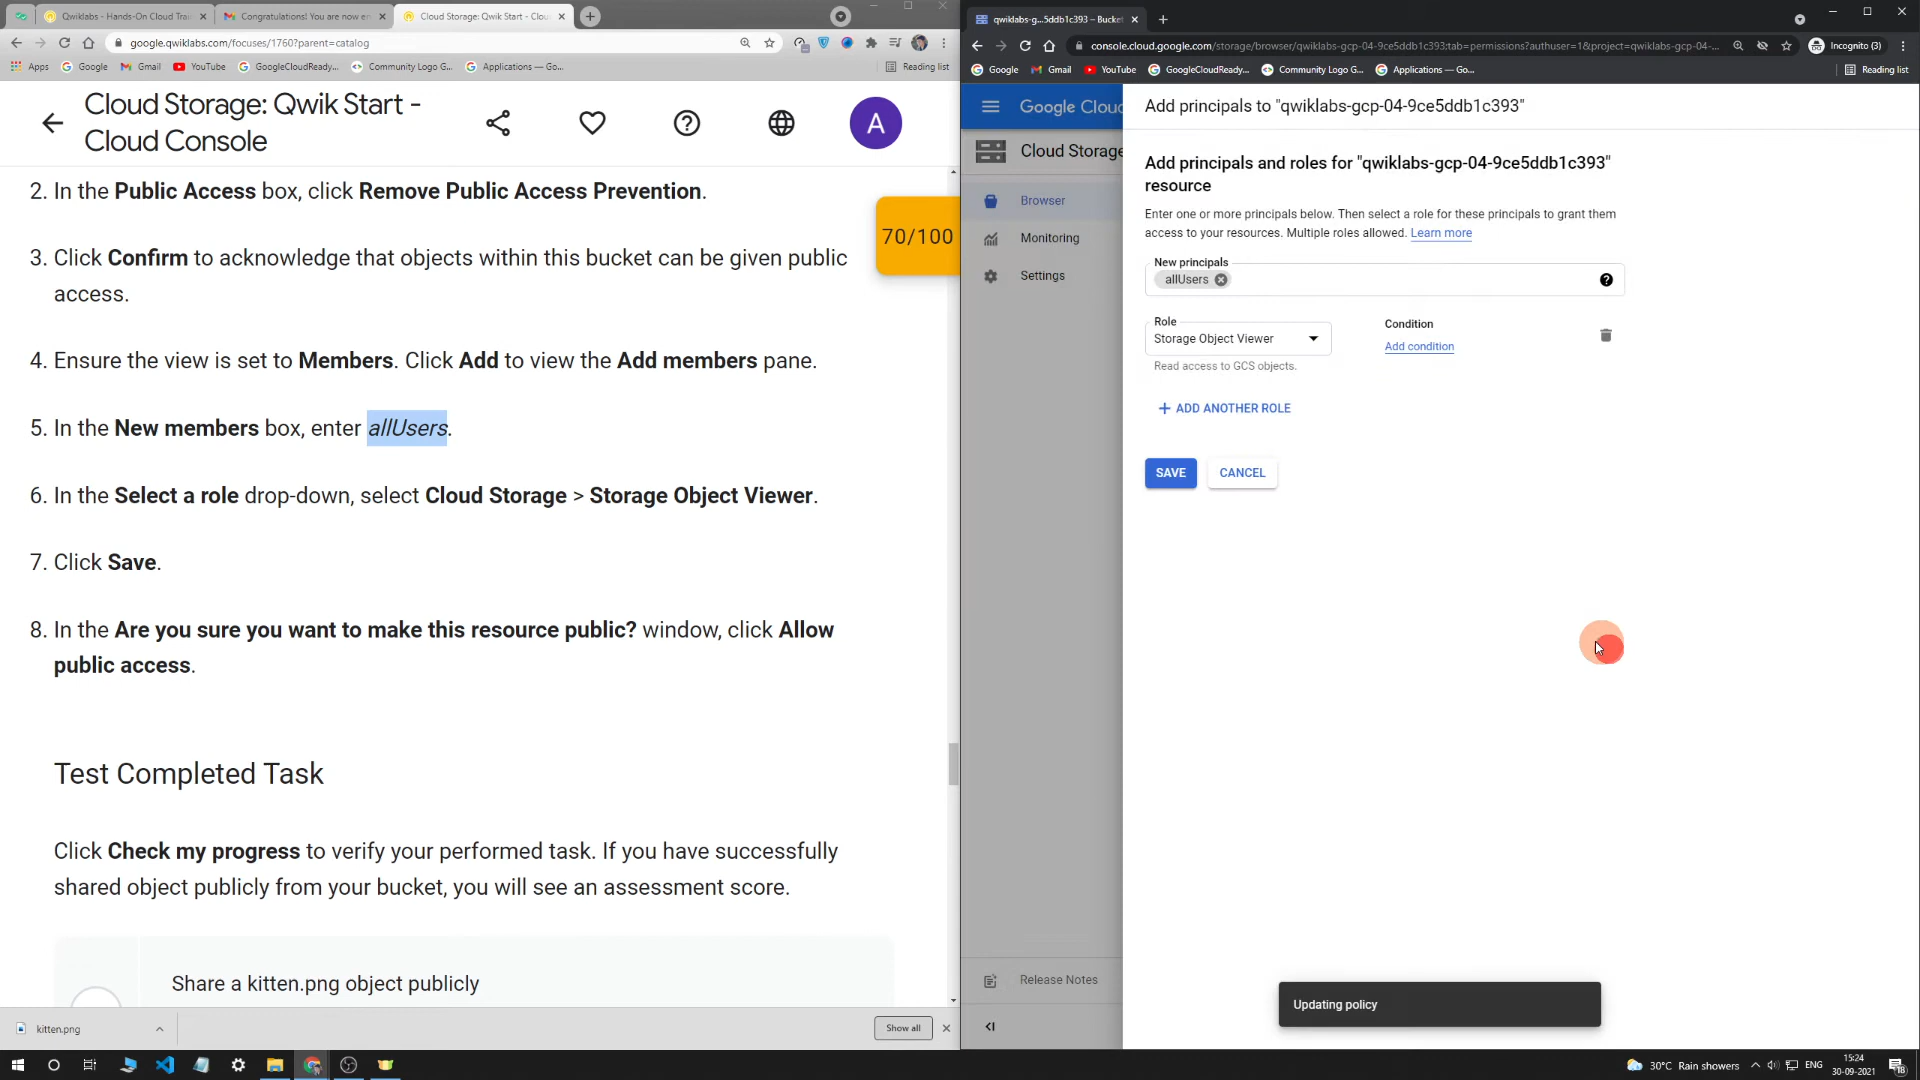 Qwiklabs - Hands-On Cloud Trai
Congratulations! You are now en
Cloud Storage: Qwik Start - Clou
google.qwiklabs.com/focuses/1760?parent=catalog
Apps
Google
Gmail
YouTube
GoogleCloudReady...
Community Logo G...
Applications — Go...
Reading list
Cloud Storage: Qwik Start -
Cloud Console
A
70/100
2. In the Public Access box, click Remove Public Access Prevention.
3. Click Confirm to acknowledge that objects within this bucket can be given public
access.
4. Ensure the view is set to Members. Click Add to view the Add members pane.
5. In the New members box, enter allUsers.
6. In the Select a role drop-down, select Cloud Storage > Storage Object Viewer.
7. Click Save.
8. In the Are you sure you want to make this resource public? window, click Allow
public access.
Test Completed Task
Click Check my progress to verify your performed task. If you have successfully
shared object publicly from your bucket, you will see an assessment score.
Share a kitten.png object publicly
kitten.png
Show all
qwiklabs-g...5ddb1c393 – Bucket
console.cloud.google.com/storage/browser/qwiklabs-gcp-04-9ce5ddb1c393;tab=permissions?authuser=1&project=qwiklabs-gcp-04-...
Incognito (3)
Google
Gmail
YouTube
GoogleCloudReady...
Community Logo G...
Applications — Go...
Reading list
Google Clou
Cloud Storage
Browser
Monitoring
Settings
Release Notes
Add principals to "qwiklabs-gcp-04-9ce5ddb1c393"
Add principals and roles for "qwiklabs-gcp-04-9ce5ddb1c393"
resource
Enter one or more principals below. Then select a role for these principals to grant them
access to your resources. Multiple roles allowed. Learn more
New principals
allUsers
Role
Storage Object Viewer
Read access to GCS objects.
Condition
Add condition
ADD ANOTHER ROLE
SAVE
CANCEL
Updating policy
30°C Rain showers
ENG
15:24
30-09-2021